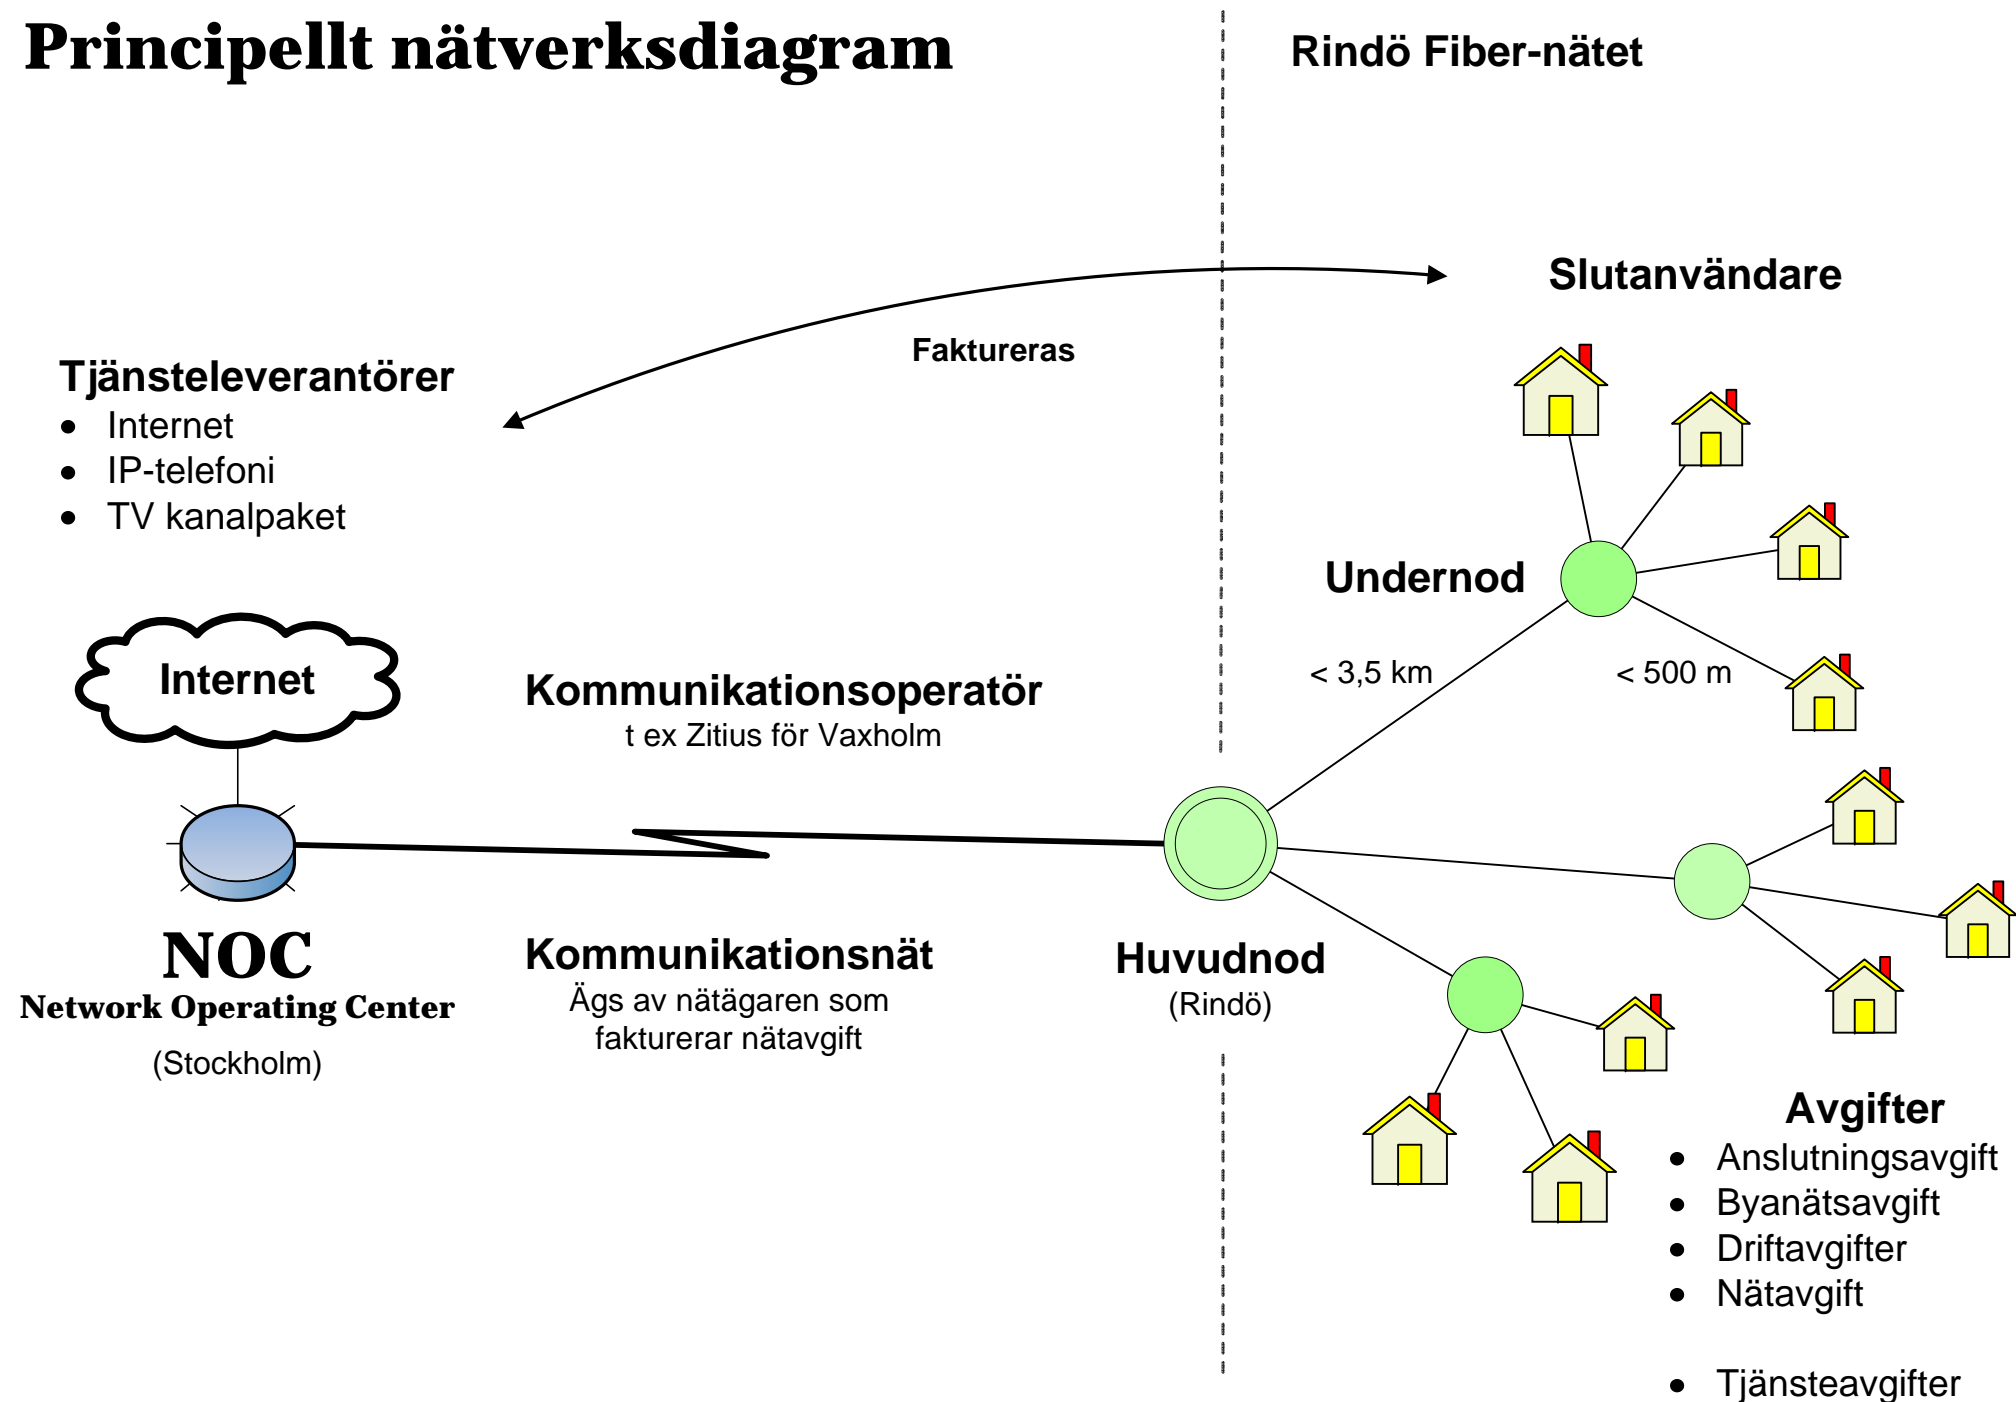 Principellt nätverksdiagram
Rindö Fiber-nätet
Slutanvändare
Faktureras
Tjänsteleverantörer
• Internet
• IP-telefoni
• TV kanalpaket
Undernod
Internet
< 3,5 km
< 500 m
Kommunikationsoperatör
t ex Zitius för Vaxholm
NOC
Network Operating Center
(Stockholm)
Kommunikationsnät
Ägs av nätägaren som
fakturerar nätavgift
Huvudnod
(Rindö)
Avgifter
• Anslutningsavgift
• Byanätsavgift
• Driftavgifter
• Nätavgift
• Tjänsteavgifter